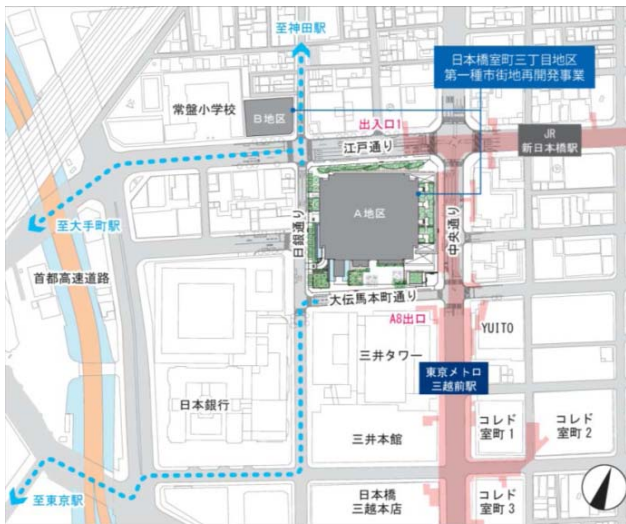 至神田駅
日本橋室町三丁目地区
第一種市街地再開発事業
常盤小学校
B地区
出入口1
江戸通り
JR
新日本橋駅
至大手町駅
日銀通り
A地区
中央通り
首都高速道路
大伝馬本町通り
A8出口
YUITO
三井タワー
東京メトロ
三越前駅
日本銀行
三井本館
コレド
室町1
コレド
室町2
至東京駅
日本橋
三越本店
コレド
室町3